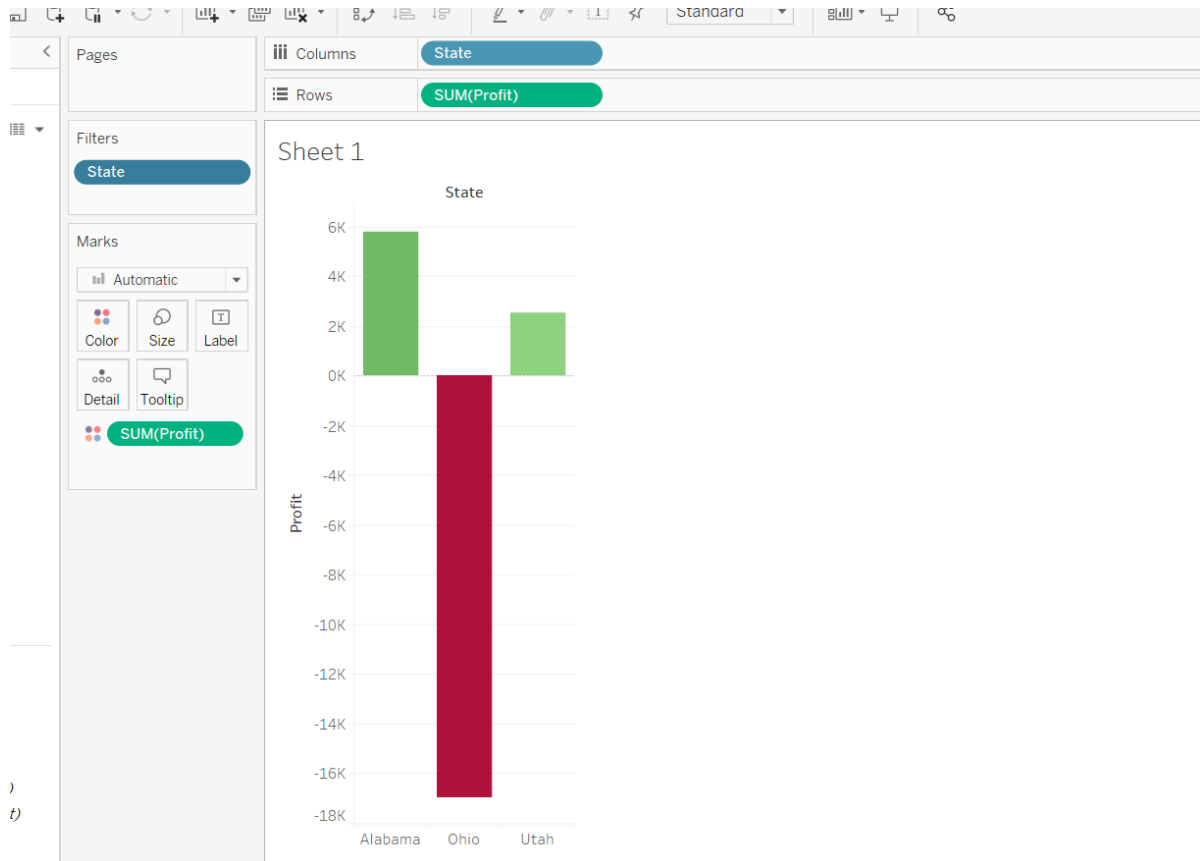 Standard
Pages
Columns
State
Rows
SUM(Profit)
Filters
State
Marks
Automatic
Color
Size
Label
Detail
Tooltip
SUM(Profit)
Sheet 1
State
6K
4K
2K
0K
-2K
-4K
-6K
-8K
-10K
-12K
-14K
-16K
-18K
Profit
Alabama
Ohio
Utah
)
t)